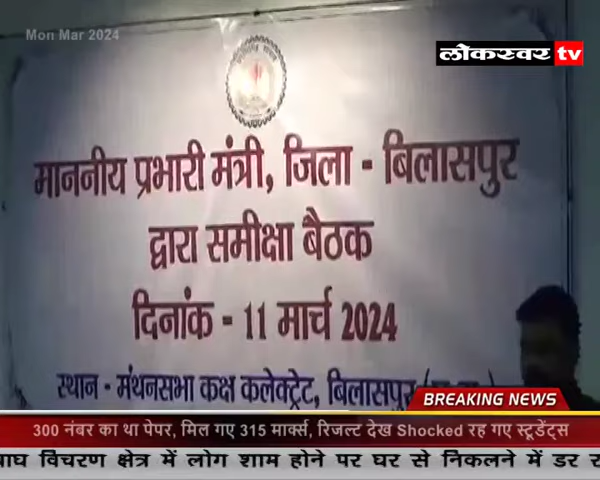 Mon Mar 2024
लोकस्वर tv
माननीय प्रभारी मंत्री, जिला - बिलासपुर
द्वारा समीक्षा बैठक
दिनांक - 11 मार्च 2024
स्थान - मंथनसभा कक्ष कलेक्ट्रेट, बिलासपुर
BREAKING NEWS
300 नंबर का था पेपर, मिल गए 315 मार्क्स, रिजल्ट देख Shocked रह गए स्टूडेंट्स
बाघ विचरण क्षेत्र में लोग शाम होने पर घर से निकलने में डर